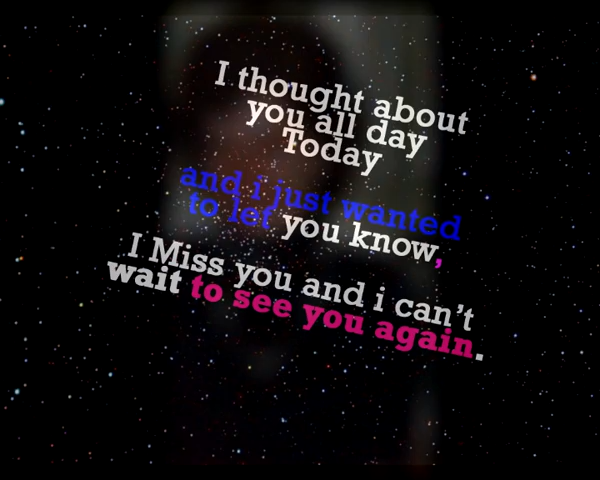 I thought about
you all day
Today
and i just wanted
to let you know,
I Miss you and i can't
wait to see you again.